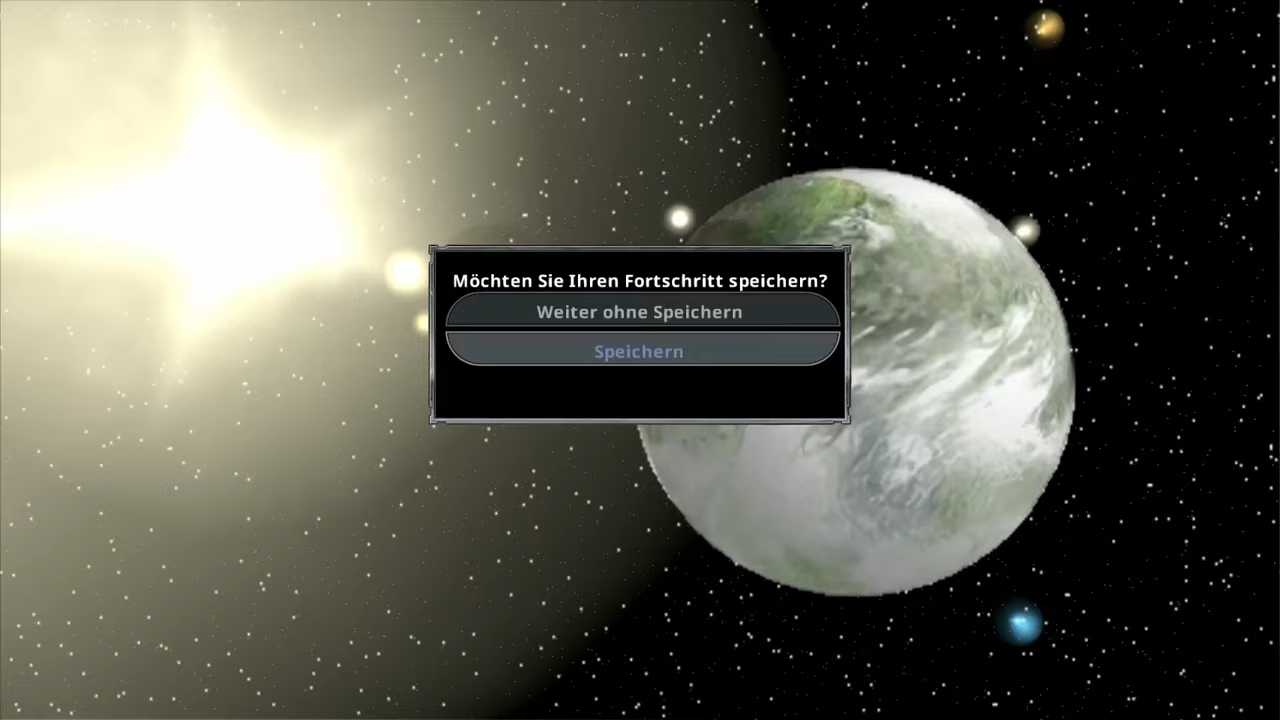 Möchten Sie Ihren Fortschritt speichern?
Weiter ohne Speichern
Speichern